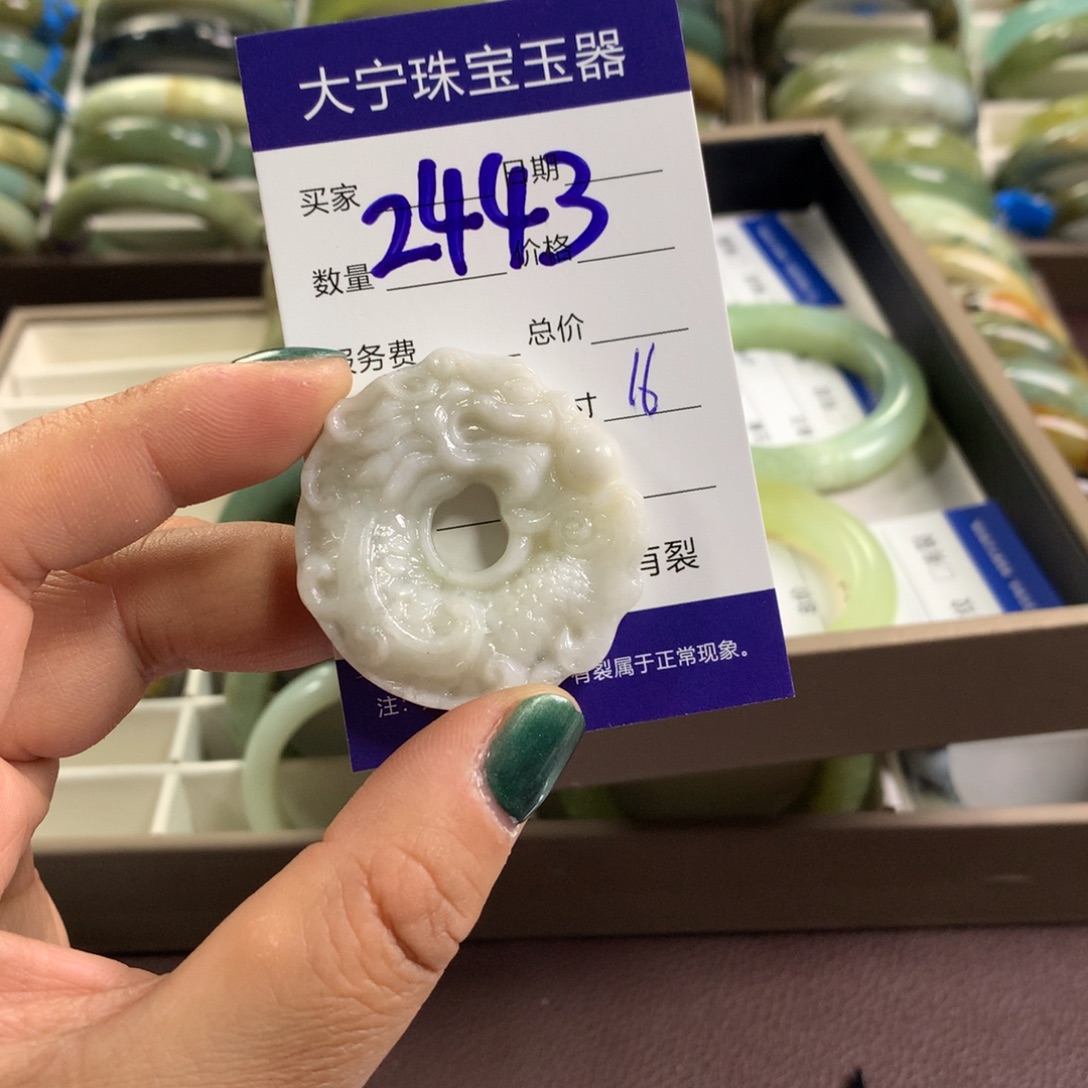 大宁珠宝玉器
买家 2443 日期
数量 价格
服务费 总价
寸 16
有裂
有裂属于正常现象。
注: